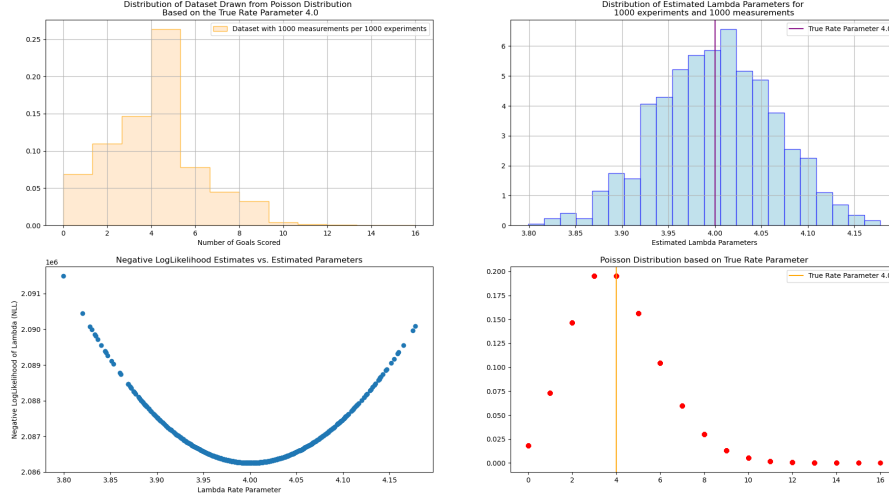 Distribution of Dataset Drawn from Poisson Distribution
Based on the True Rate Parameter 4.0
Dataset with 1000 measurements per 1000 experiments
0.25
0.20
0.15
0.10
0.05
0.00
0 2 4 6 8 10 12 14 16
Number of Goals Scored
Distribution of Estimated Lambda Parameters for
1000 experiments and 1000 measurements
True Rate Parameter 4.0
6
5
4
3
2
1
0
3.80 3.85 3.90 3.95 4.00 4.05 4.10 4.15
Estimated Lambda Parameters
1e6
Negative LogLikelihood Estimates vs. Estimated Parameters
Negative LogLikelihood of Lambda (NLL)
2.091
2.090
2.089
2.088
2.087
2.086
3.80 3.85 3.90 3.95 4.00 4.05 4.10 4.15
Lambda Rate Parameter
Poisson Distribution based on True Rate Parameter
True Rate Parameter 4.0
0.200
0.175
0.150
0.125
0.100
0.075
0.050
0.025
0.000
0 2 4 6 8 10 12 14 16